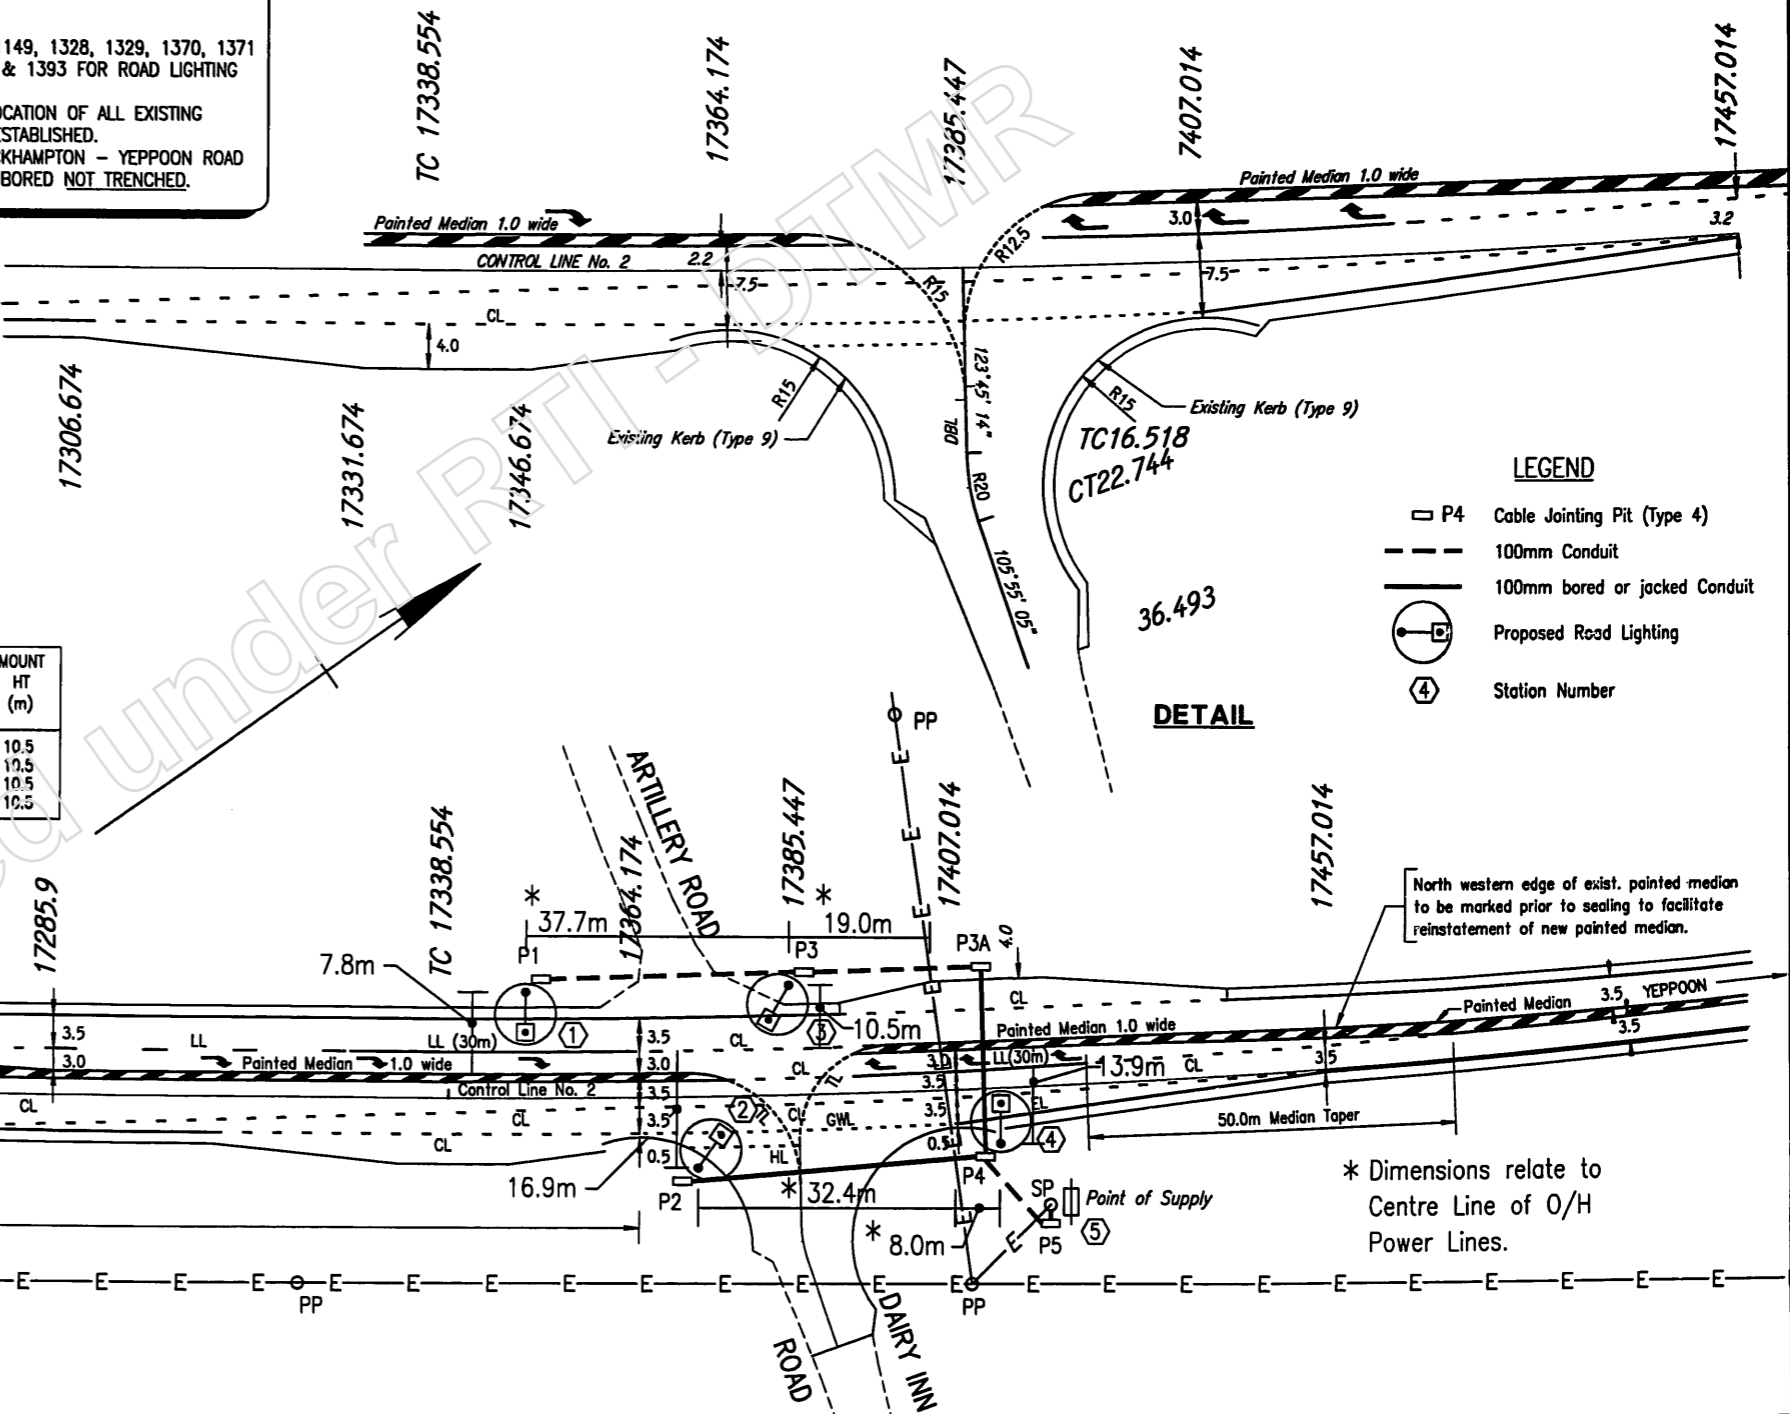 149, 1328, 1329, 1370, 1371
& 1393 FOR ROAD LIGHTING
OCATION OF ALL EXISTING
ESTABLISHED.
CKHAMPTON – YEPPOON ROAD
BORED NOT TRENCHED.
TC 17338.554
17364.174
17385.447
7407.014
17457.014
Painted Median 1.0 wide
Painted Median 1.0 wide
CONTROL LINE No. 2
2.2
7.5
R15
R12.5
3.0
7.5
3.2
CL
4.0
17306.674
17331.674
17346.674
R15
Existing Kerb (Type 9)
DBL
123°45' 14"
R20
105°55' 05"
R15
Existing Kerb (Type 9)
TC16.518
CT22.744
36.493
DETAIL
LEGEND
P4 Cable Jointing Pit (Type 4)
100mm Conduit
100mm bored or jacked Conduit
Proposed Road Lighting
4 Station Number
MOUNT
HT
(m)
10.5
10.5
10.5
10.5
ed under RTI - DTMR
PP
E
E
E
E
E
E
ARTILLERY ROAD
17285.9
TC 17338.554
17364.174
17385.447
17407.014
17457.014
North western edge of exist. painted median
to be marked prior to sealing to facilitate
reinstatement of new painted median.
* 37.7m
* 19.0m
7.8m
P1
P3
P3A
4.0
1
3
10.5m
3.5
3.0
LL
LL (30m)
Painted Median 1.0 wide
Control Line No. 2
CL
CL
CL
3.5
3.0
3.5
3.5
0.5
CL
CL
CL
TL
TL
2
GWL
HL
Painted Median 1.0 wide
3.0
3.5
3.5
0.5
LL(30m)
13.9m
CL
CL
EL
4
3.5
Painted Median
3.5
YEPPOON
3.5
50.0m Median Taper
16.9m
P2
* 32.4m
P4
* 8.0m
SP
Point of Supply
P5
5
* Dimensions relate to
Centre Line of O/H
Power Lines.
E E E E E E E E E E E E E E E E E E E E E E
PP
PP
ROAD
DAIRY INN